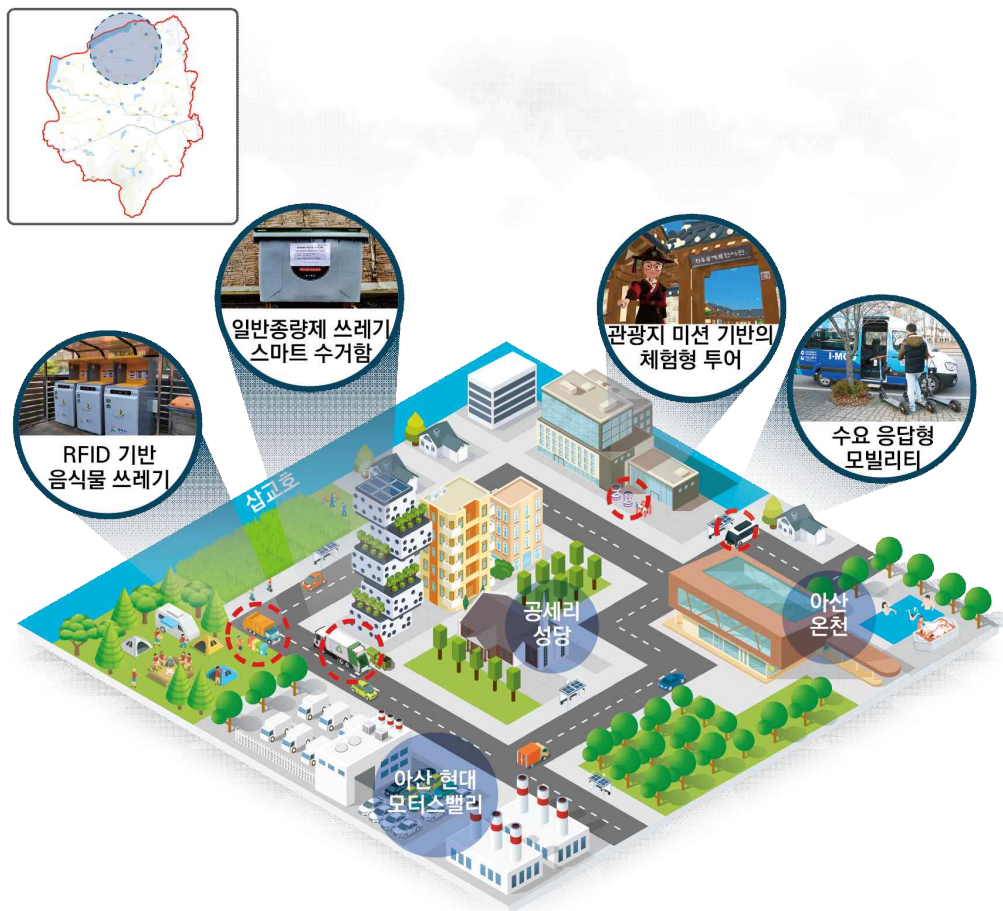 일반종량제 쓰레기
스마트 수거함
관광지 미션 기반의
체험형 투어
RFID 기반
음식물 쓰레기
수요 응답형
모빌리티
I-MO
삽교호
공세리
성당
아산
온천
아산 현대
모터스밸리